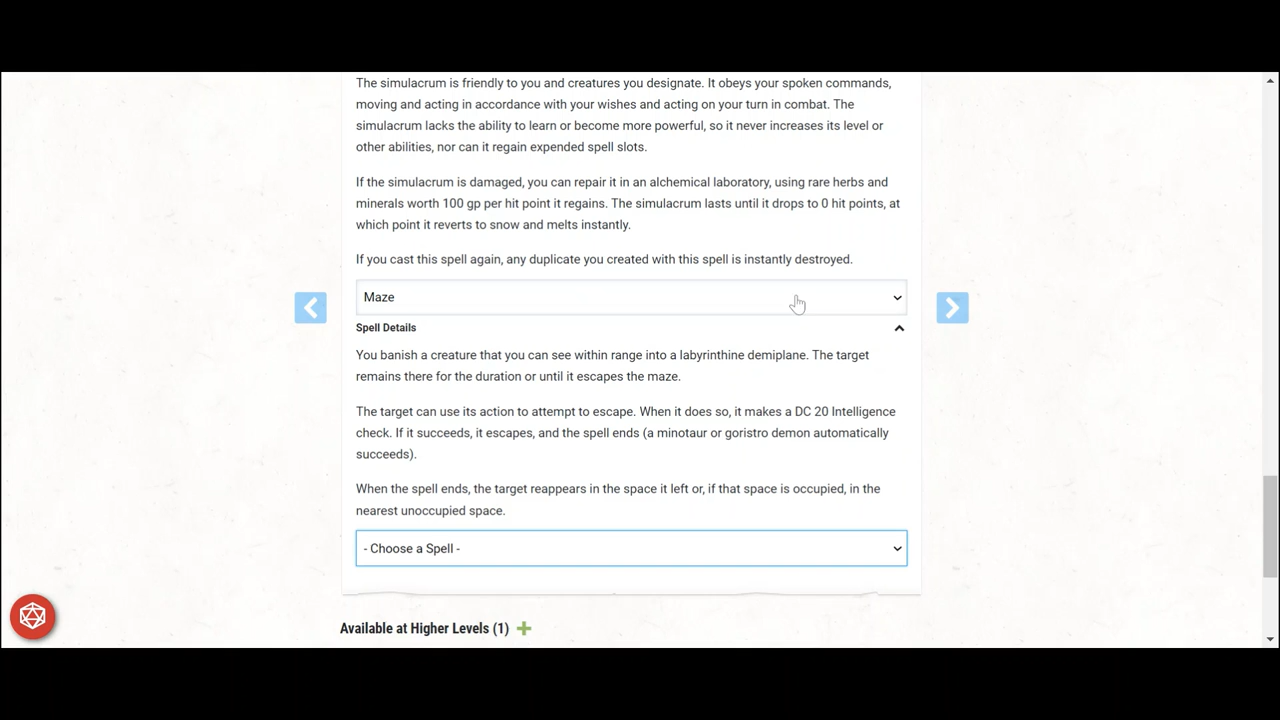 The simulacrum is friendly to you and creatures you designate. It obeys your spoken commands,
moving and acting in accordance with your wishes and acting on your turn in combat. The
simulacrum lacks the ability to learn or become more powerful, so it never increases its level or
other abilities, nor can it regain expended spell slots.
If the simulacrum is damaged, you can repair it in an alchemical laboratory, using rare herbs and
minerals worth 100 gp per hit point it regains. The simulacrum lasts until it drops to 0 hit points, at
which point it reverts to snow and melts instantly.
If you cast this spell again, any duplicate you created with this spell is instantly destroyed.
Maze
Spell Details
You banish a creature that you can see within range into a labyrinthine demiplane. The target
remains there for the duration or until it escapes the maze.
The target can use its action to attempt to escape. When it does so, it makes a DC 20 Intelligence
check. If it succeeds, it escapes, and the spell ends (a minotaur or goristro demon automatically
succeeds).
When the spell ends, the target reappears in the space it left or, if that space is occupied, in the
nearest unoccupied space.
- Choose a Spell -
Available at Higher Levels (1)